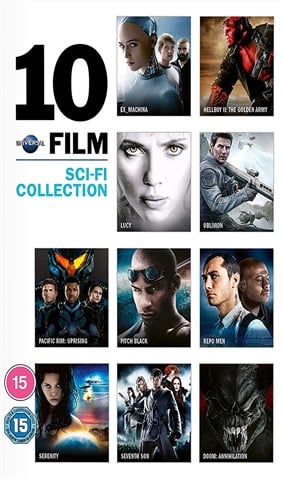 10
UNIVERSAL
FILM
SCI-FI
COLLECTION
EX_MACHINA
HELLBOY II: THE GOLDEN ARMY
LUCY
OBLIVION
PACIFIC RIM: UPRISING
PITCH BLACK
REPO MEN
15
15
SERENITY
SEVENTH SON
DOOM: ANNIHILATION